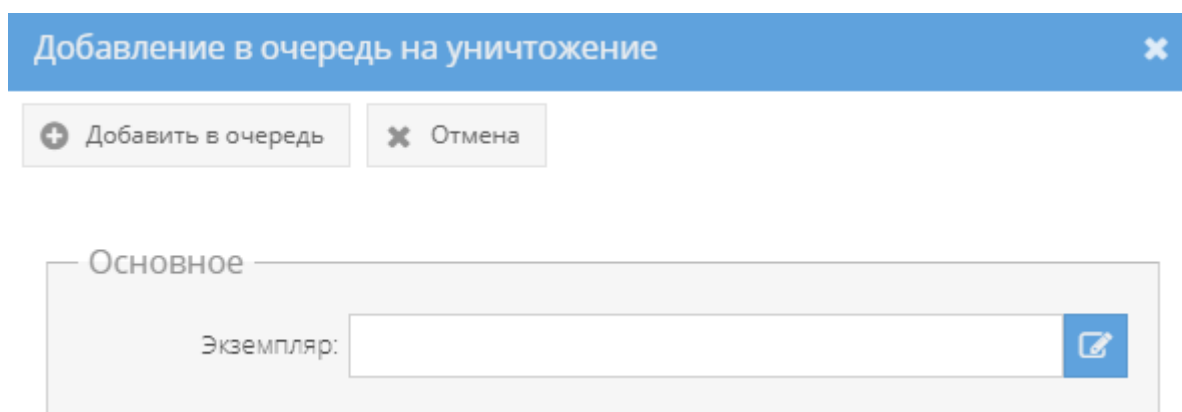 Добавление в очередь на уничтожение
Добавить в очередь Отмена
Основное
Экземпляр: